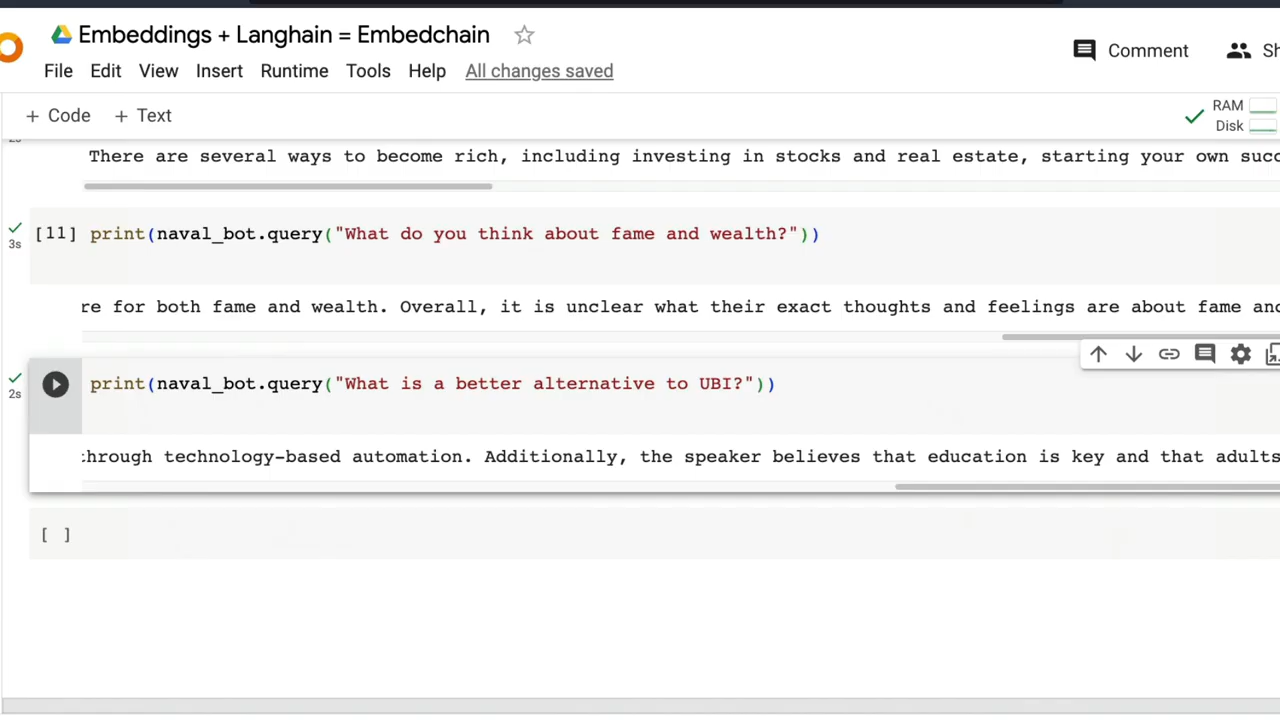 Embeddings + Langhain = Embedchain
Comment
File Edit View Insert Runtime Tools Help All changes saved
+ Code + Text
RAM
Disk
There are several ways to become rich, including investing in stocks and real estate, starting your own
[11] print(naval_bot.query("What do you think about fame and wealth?"))
3s
for both fame and wealth. Overall, it is unclear what their exact thoughts and feelings are about fame
print(naval_bot.query("What is a better alternative to UBI?"))
2s
through technology-based automation. Additionally, the speaker believes that education is key and that adults
[ ]